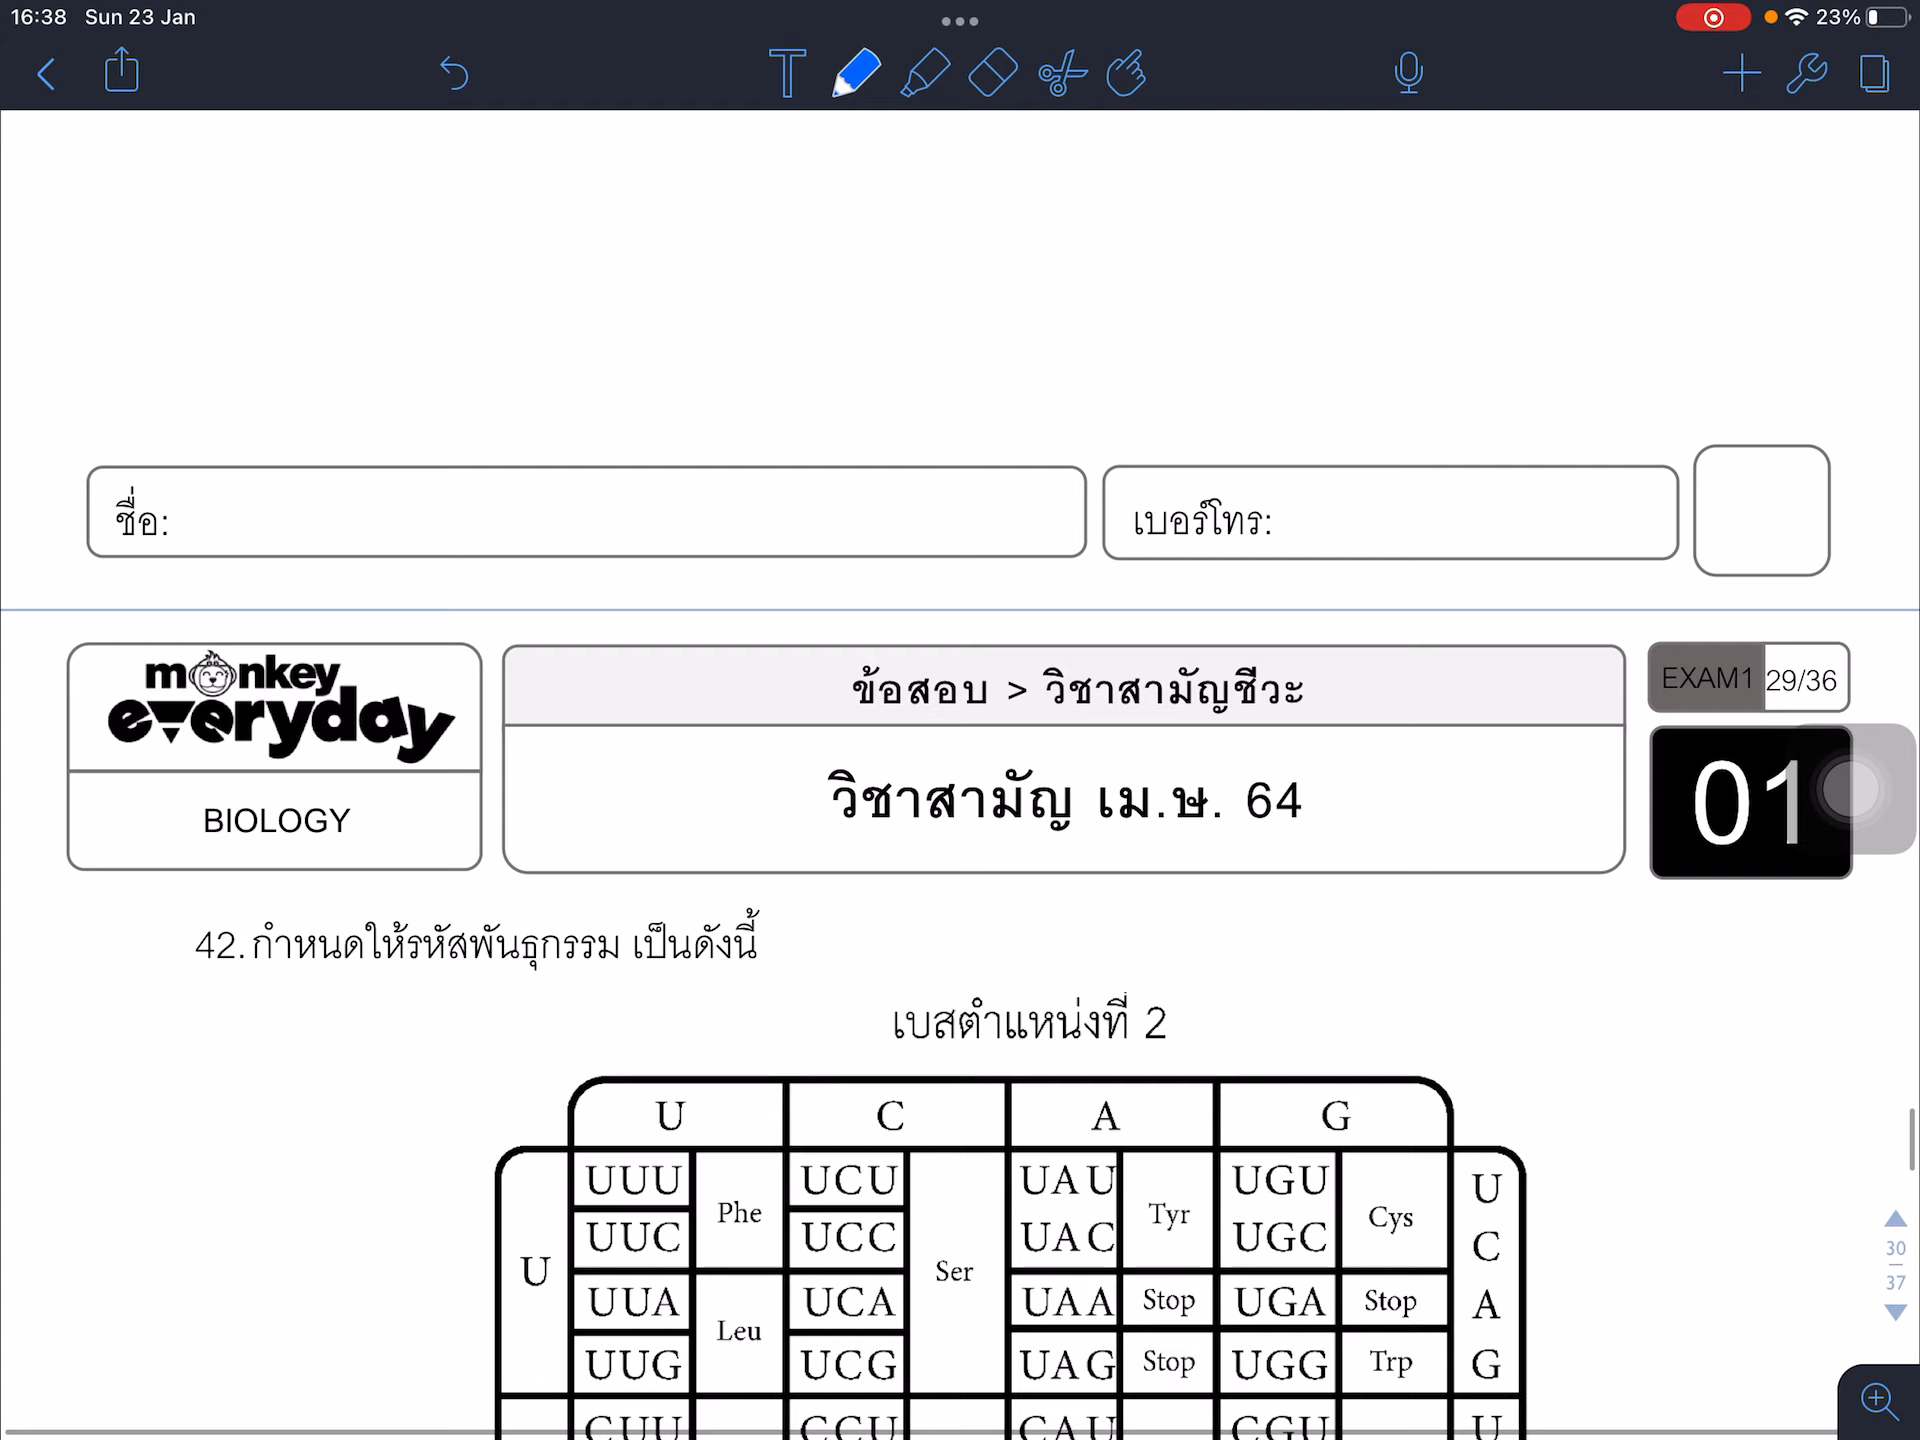 16:38 Sun 23 Jan
23%
T
ชื่อ:
เบอร์โทร:
monkey
everyday
BIOLOGY
ข้อสอบ > วิชาสามัญชีวะ
วิชาสามัญ เม.ษ. 64
EXAM1 29/36
01
42. กำหนดให้รหัสพันธุกรรม เป็นดังนี้
เบสตำแหน่งที่ 2
U C A G
UUU Phe UCU Ser UAU Tyr UGU Cys U
UUC UCC UAC UGC C
U UUA Leu UCA UAA Stop UGA Stop A
UUG UCG UAG Stop UGG Trp G
CUU CCU CAU CGU U
30
37